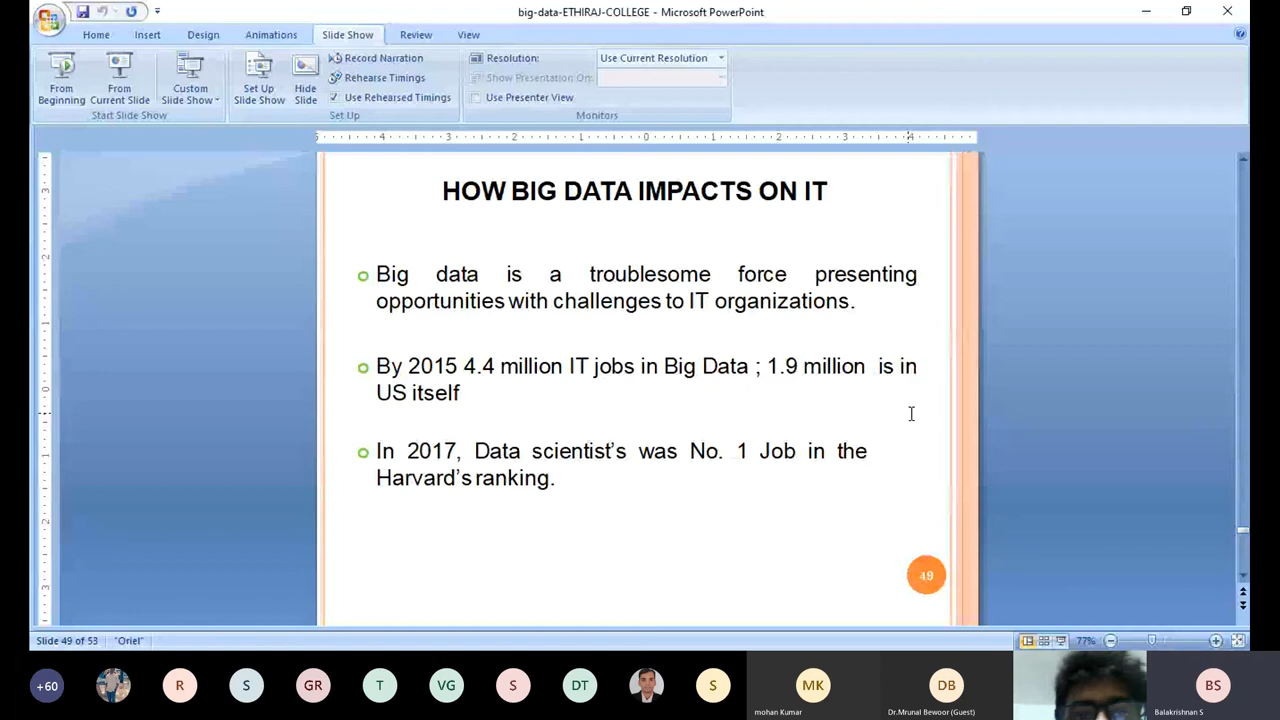 big-data-ETHIRAJ-COLLEGE - Microsoft PowerPoint
Home Insert Design Animations Slide Show Review View
From Beginning
From Current Slide
Custom Slide Show
Start Slide Show
Set Up Slide Show
Hide Slide
Record Narration
Rehearse Timings
Use Rehearsed Timings
Set Up
Resolution: Use Current Resolution
Show Presentation On:
Use Presenter View
Monitors
HOW BIG DATA IMPACTS ON IT
Big data is a troublesome force presenting
opportunities with challenges to IT organizations.
By 2015 4.4 million IT jobs in Big Data ; 1.9 million is in
US itself
In 2017, Data scientist's was No. 1 Job in the
Harvard's ranking.
49
Slide 49 of 53 "Oriel" 77%
+60 R S GR T VG S DT S MK DB BS
mohan Kumar Dr.Mrunal Bewoor (Guest) Balakrishnan S